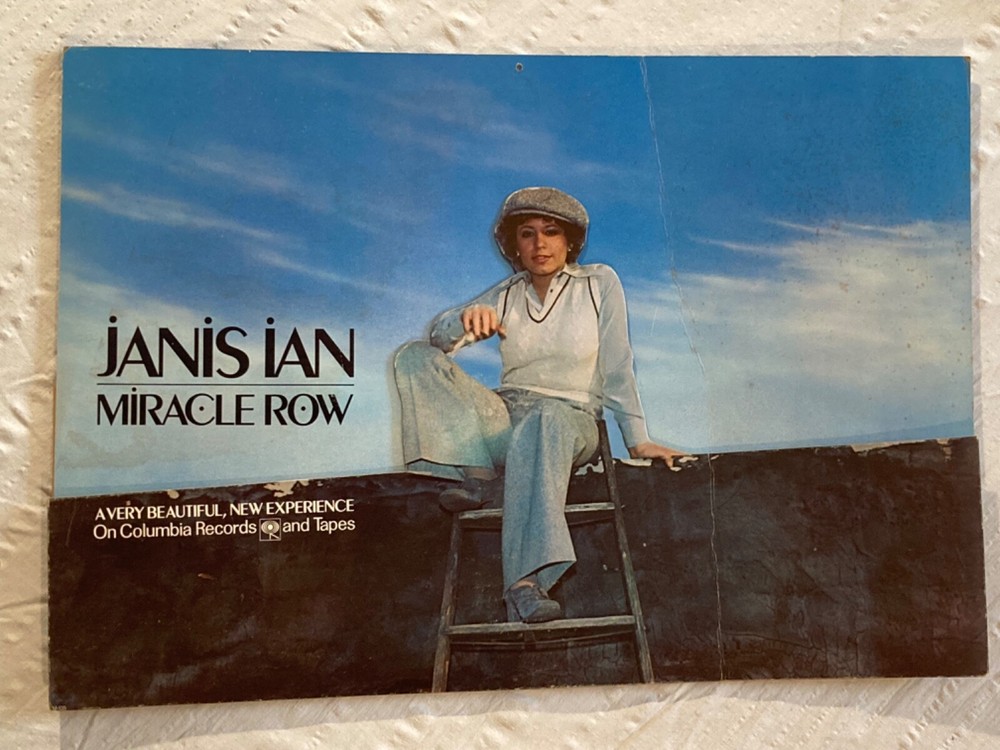 JANiS iAN
MiRACLE ROW
A VERY BEAUTIFUL, NEW EXPERIENCE
On Columbia Records and Tapes